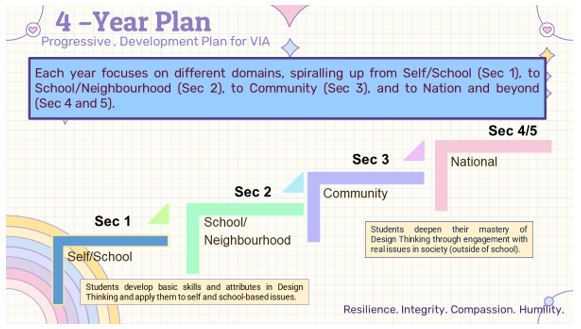 4 –Year Plan
Progressive , Development Plan for VIA
Each year focuses on different domains, spiralling up from Self/School (Sec 1), to
School/Neighbourhood (Sec 2), to Community (Sec 3), and to Nation and beyond
(Sec 4 and 5).
Sec 4/5
National
Sec 3
Community
Sec 2
School/
Neighbourhood
Sec 1
Self/School
Students deepen their mastery of
Design Thinking through engagement with
real issues in society (outside of school).
Students develop basic skills and attributes in Design
Thinking and apply them to self and school-based issues.
Resilience. Integrity. Compassion. Humility.